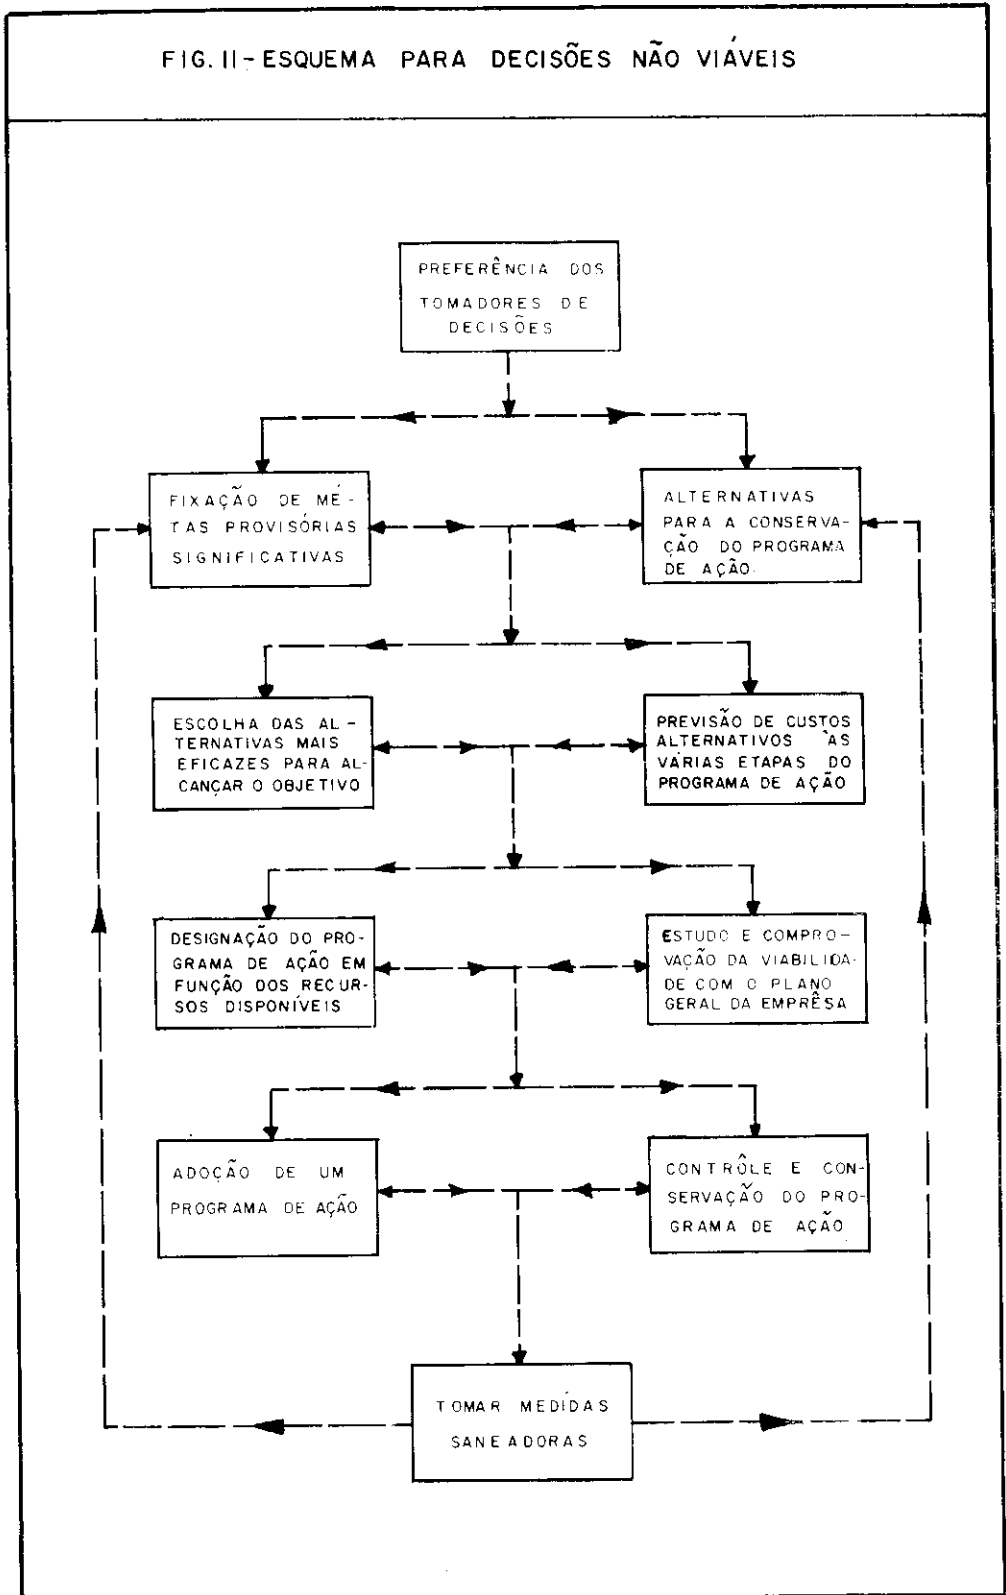 FIG. II - ESQUEMA PARA DECISÕES NÃO VIÁVEIS
PREFERÊNCIA DOS
TOMADORES DE
DECISÕES
FIXAÇÃO DE MÉ-
TAS PROVISÓRIAS
SIGNIFICATIVAS
ALTERNATIVAS
PARA A CONSERVA-
ÇÃO DO PROGRAMA
DE AÇÃO.
ESCOLHA DAS AL-
TERNATIVAS MAIS
EFICAZES PARA AL-
CANÇAR O OBJETIVO
PREVISÃO DE CUSTOS
ALTERNATIVOS ÀS
VÁRIAS ETAPAS DO
PROGRAMA DE AÇÃO
DESIGNAÇÃO DO PRO-
GRAMA DE AÇÃO EM
FUNÇÃO DOS RECUR-
SOS DISPONÍVEIS
ESTUDO E COMPRO-
VAÇÃO DA VIABILIDA-
DE COM O PLANO
GERAL DA EMPRÊSA
ADOÇÃO DE UM
PROGRAMA DE AÇÃO
CONTRÔLE E CON-
SERVAÇÃO DO PRO-
GRAMA DE AÇÃO
TOMAR MEDÍDAS
SANEADORAS